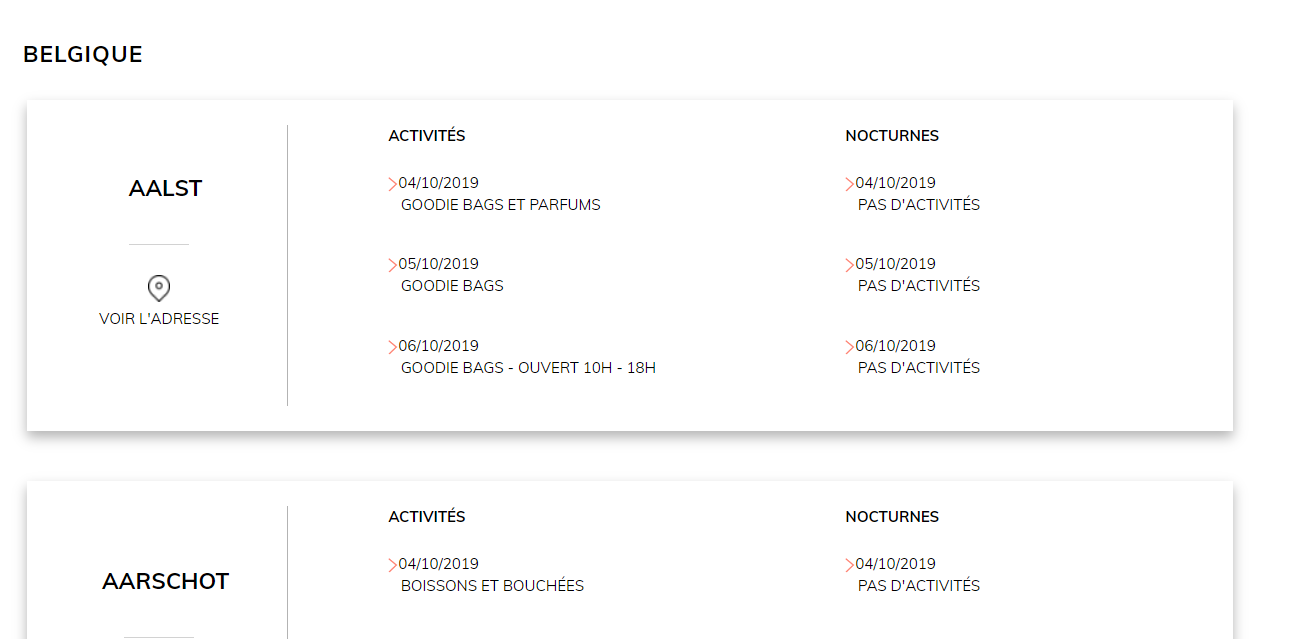 BELGIQUE
AALST
VOIR L'ADRESSE
ACTIVITÉS
04/10/2019
GOODIE BAGS ET PARFUMS
05/10/2019
GOODIE BAGS
06/10/2019
GOODIE BAGS - OUVERT 10H - 18H
NOCTURNES
04/10/2019
PAS D'ACTIVITÉS
05/10/2019
PAS D'ACTIVITÉS
06/10/2019
PAS D'ACTIVITÉS
AARSCHOT
ACTIVITÉS
04/10/2019
BOISSONS ET BOUCHÉES
NOCTURNES
04/10/2019
PAS D'ACTIVITÉS